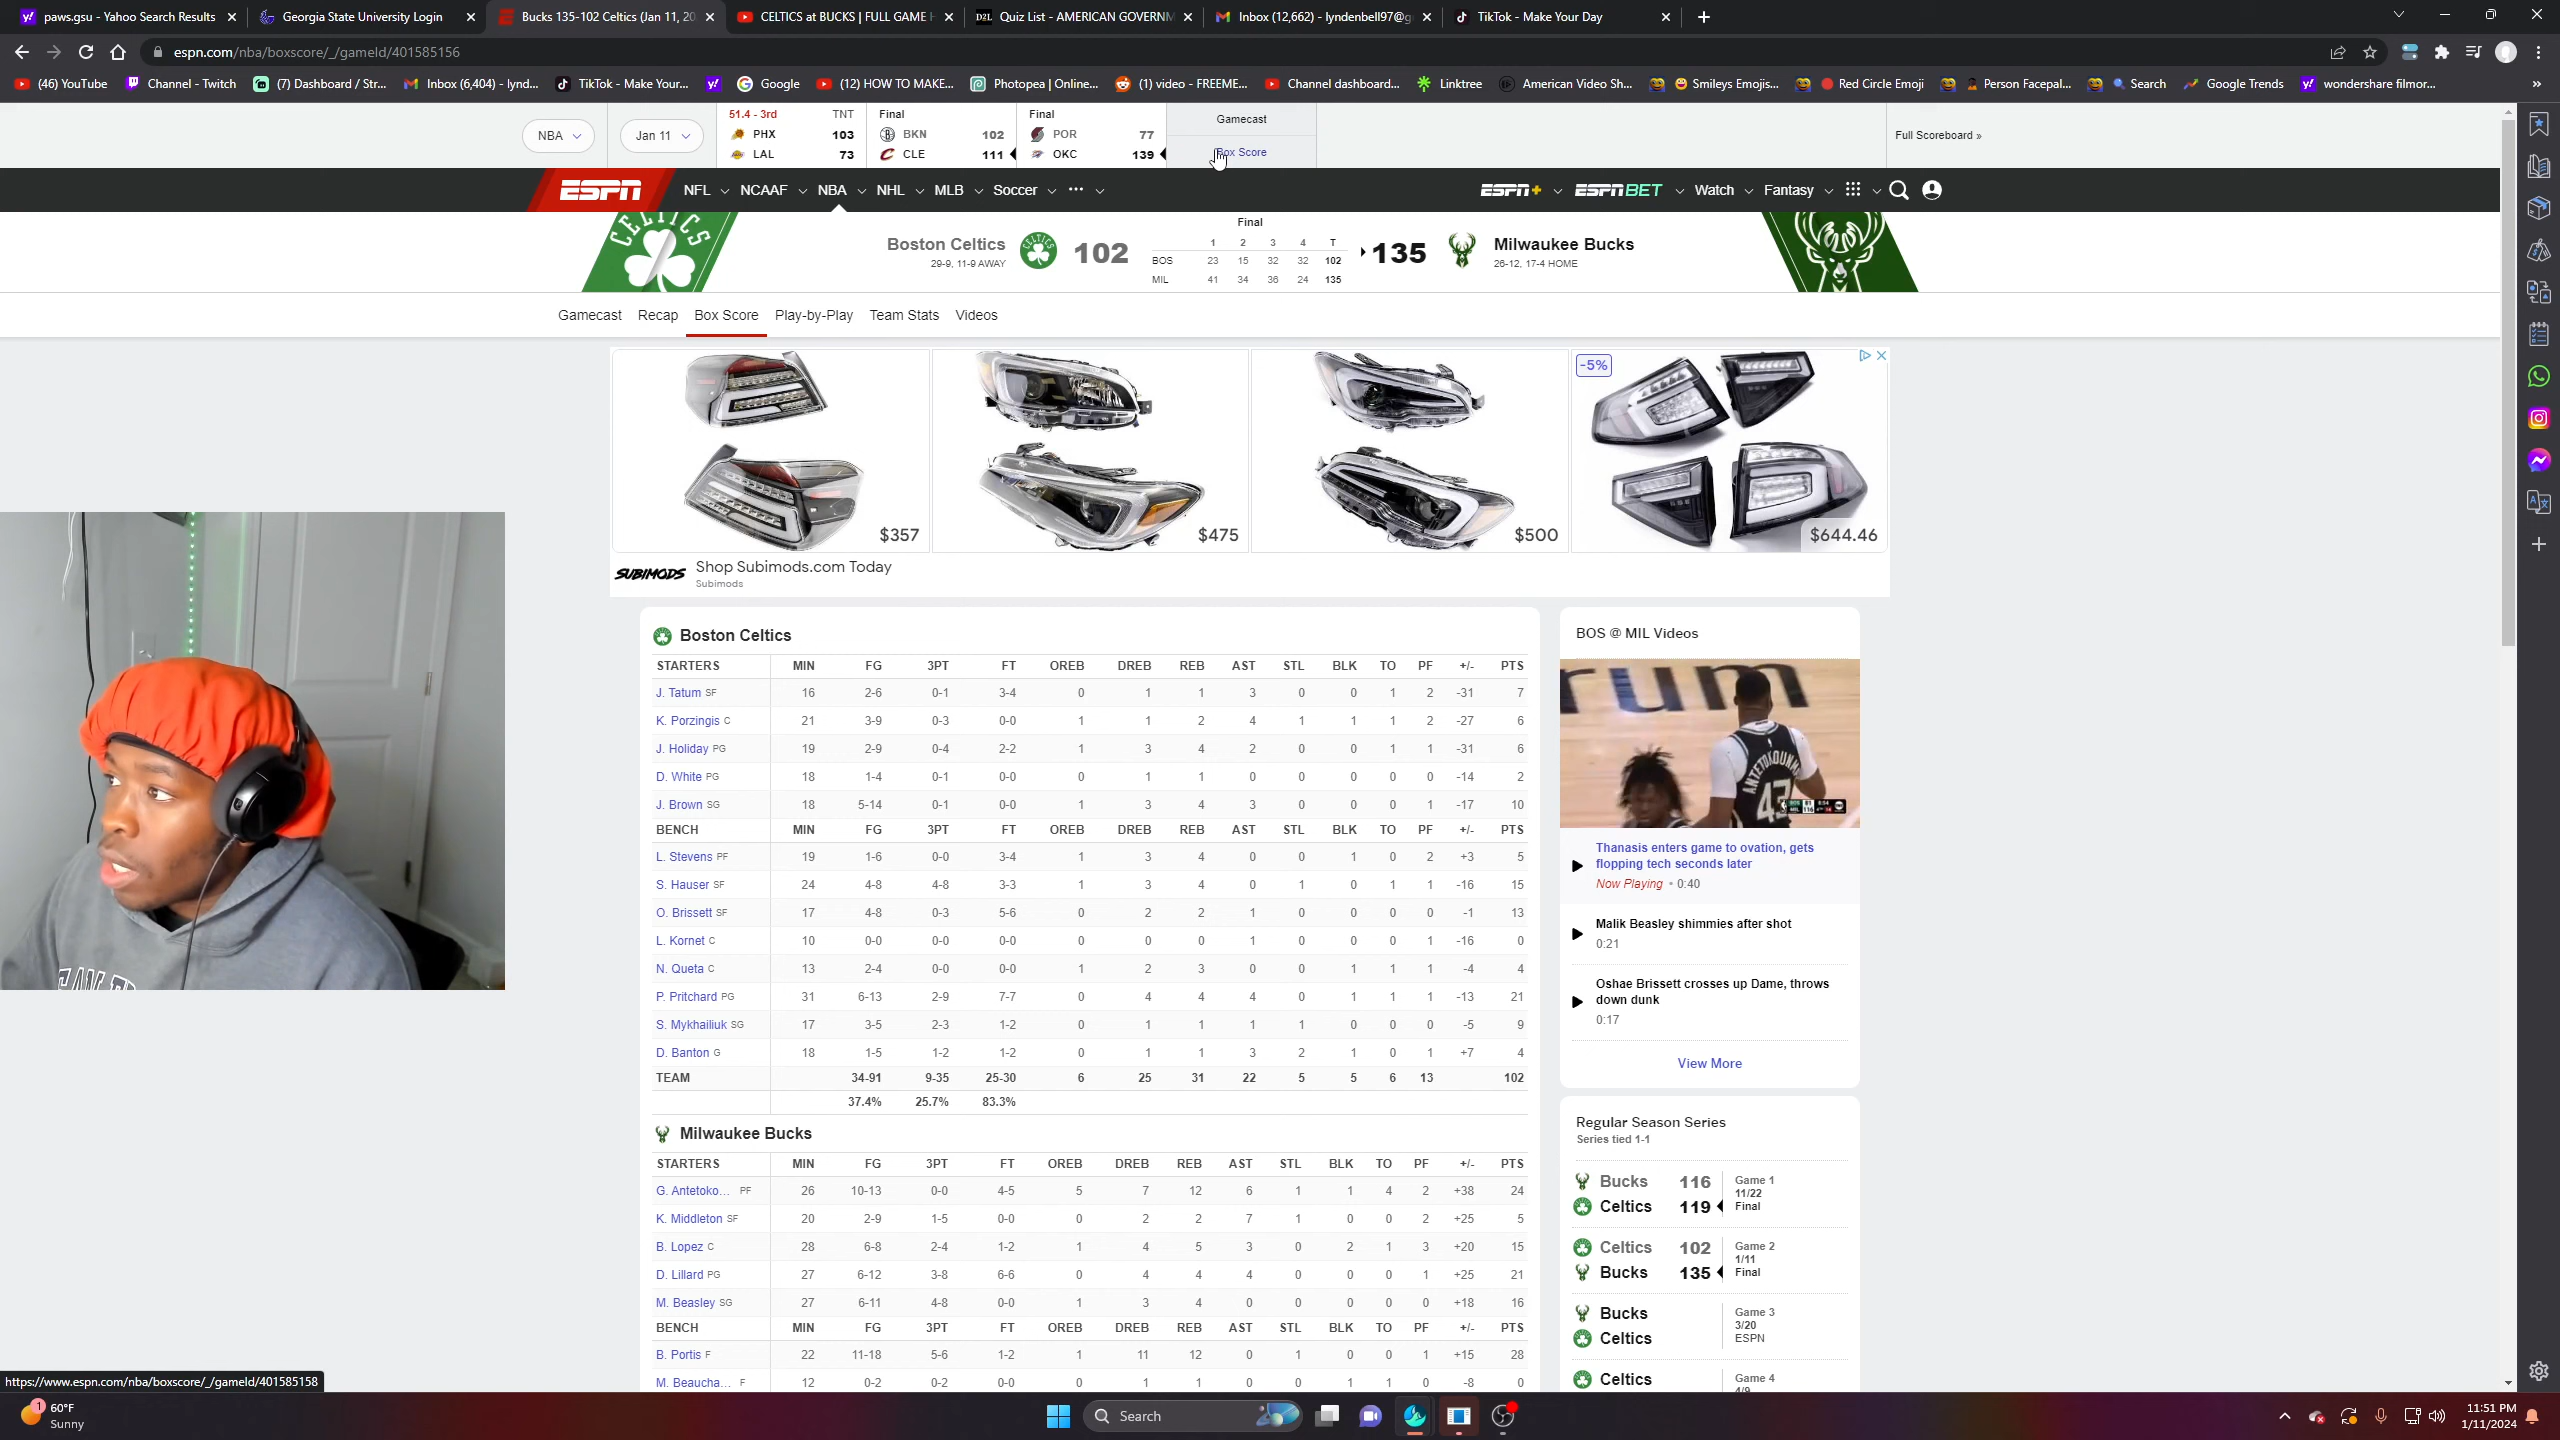 paws.gsu - Yahoo Search Results
Georgia State University Login
Bucks 135-102 Celtics (Jan 11, 20
CELTICS at BUCKS | FULL GAME H
Quiz List - AMERICAN GOVERNM
Inbox (12,662) - lyndenbell97@g
TikTok - Make Your Day
espn.com/nba/boxscore/_/gameId/401585156
(46) YouTube
Channel - Twitch
(7) Dashboard / Str...
Inbox (6,404) - lynd...
TikTok - Make Your...
Google
(12) HOW TO MAKE...
Photopea | Online...
(1) video - FREEME...
Channel dashboard...
Linktree
American Video Sh...
Smileys Emojis...
Red Circle Emoji
Person Facepal...
Search
Google Trends
wondershare filmor...
NBA
Jan 11
51.4 - 3rd TNT
PHX 103
LAL 73
Final
BKN 102
CLE 111
Final
POR 77
OKC 139
Gamecast
Box Score
Full Scoreboard »
ESPN NFL NCAAF NBA NHL MLB Soccer ···
ESPN+ ESPN BET Watch Fantasy
CELTICS
Boston Celtics
29-9, 11-9 AWAY
102
Final
1 2 3 4 T
BOS 23 15 32 32 102
MIL 41 34 36 24 135
135
Milwaukee Bucks
26-12, 17-4 HOME
Gamecast Recap Box Score Play-by-Play Team Stats Videos
$357
$475
$500
-5%
$644.46
SUBIMODS
Shop Subimods.com Today
Subimods
Boston Celtics
STARTERS MIN FG 3PT FT OREB DREB REB AST STL BLK TO PF +/- PTS
J. Tatum SF 16 2-6 0-1 3-4 0 1 1 3 0 0 1 2 -31 7
K. Porzingis C 21 3-9 0-3 0-0 1 1 2 4 1 1 1 2 -27 6
J. Holiday PG 19 2-9 0-4 2-2 1 3 4 2 0 0 1 1 -31 6
D. White PG 18 1-4 0-1 0-0 0 1 1 0 0 0 0 0 -14 2
J. Brown SG 18 5-14 0-1 0-0 1 3 4 3 0 0 0 1 -17 10
BENCH MIN FG 3PT FT OREB DREB REB AST STL BLK TO PF +/- PTS
L. Stevens PF 19 1-6 0-0 3-4 1 3 4 0 0 1 0 2 +3 5
S. Hauser SF 24 4-8 4-8 3-3 1 3 4 0 1 0 1 1 -16 15
O. Brissett SF 17 4-8 0-3 5-6 0 2 2 1 0 0 0 0 -1 13
L. Kornet C 10 0-0 0-0 0-0 0 0 0 1 0 0 0 1 -16 0
N. Queta C 13 2-4 0-0 0-0 1 2 3 0 0 1 1 1 -4 4
P. Pritchard PG 31 6-13 2-9 7-7 0 4 4 4 0 1 1 1 -13 21
S. Mykhailiuk SG 17 3-5 2-3 1-2 0 1 1 1 1 0 0 0 -5 9
D. Banton G 18 1-5 1-2 1-2 0 1 1 3 2 1 0 1 +7 4
TEAM 34-91 9-35 25-30 6 25 31 22 5 5 6 13 102
37.4% 25.7% 83.3%
Milwaukee Bucks
STARTERS MIN FG 3PT FT OREB DREB REB AST STL BLK TO PF +/- PTS
G. Antetoko... PF 26 10-13 0-0 4-5 5 7 12 6 1 1 4 2 +38 24
K. Middleton SF 20 2-9 1-5 0-0 0 2 2 7 1 0 0 2 +25 5
B. Lopez C 28 6-8 2-4 1-2 1 4 5 3 0 2 1 3 +20 15
D. Lillard PG 27 6-12 3-8 6-6 0 4 4 4 0 0 0 1 +25 21
M. Beasley SG 27 6-11 4-8 0-0 1 3 4 0 0 0 0 0 +18 16
BENCH MIN FG 3PT FT OREB DREB REB AST STL BLK TO PF +/- PTS
B. Portis F 22 11-18 5-6 1-2 1 11 12 0 1 0 0 1 +15 28
M. Beaucha... F 12 0-2 0-2 0-0 0 1 1 0 0 1 1 0 -8 0
BOS @ MIL Videos
rum
ANTETOKOUNMPO
43
Thanasis enters game to ovation, gets
flopping tech seconds later
Now Playing • 0:40
Malik Beasley shimmies after shot
0:21
Oshae Brissett crosses up Dame, throws
down dunk
0:17
View More
Regular Season Series
Series tied 1-1
Bucks 116
Celtics 119
Game 1
11/22
Final
Celtics 102
Bucks 135
Game 2
1/11
Final
Bucks
Celtics
Game 3
3/20
ESPN
Celtics
Game 4
4/9
https://www.espn.com/nba/boxscore/_/gameId/401585158
1
60°F
Sunny
Search
11:51 PM
1/11/2024